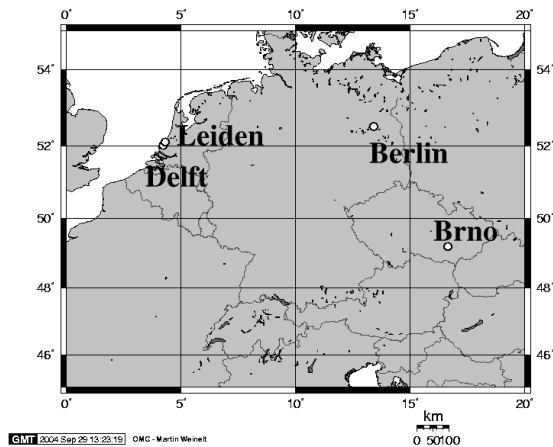 0° 5° 10° 15° 20°
54° 54°
Leiden
52° 52°
Berlin
Delft
50° 50°
Brno
48° 48°
46° 46°
0° 5° 10° 15° 20°
km
GMT 2004 Sep 29 13:23:19 OMC - Martin Weinelt
0 50100